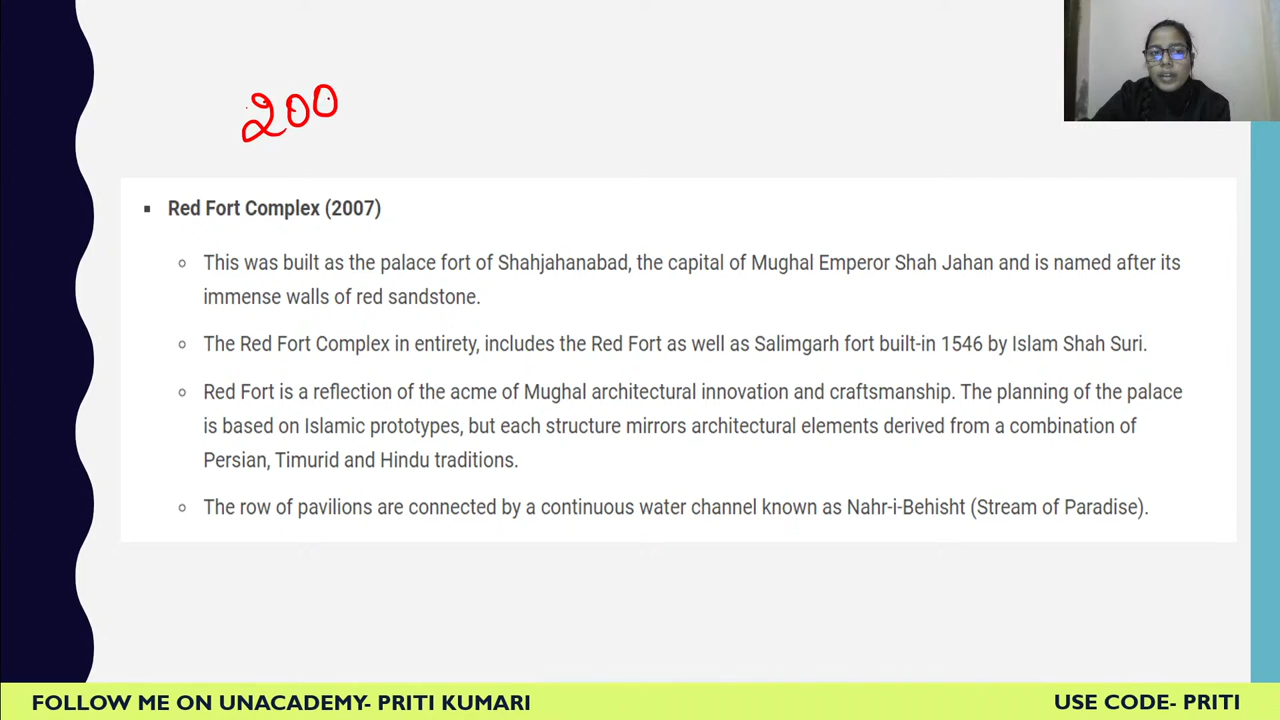 200
Red Fort Complex (2007)
This was built as the palace fort of Shahjahanabad, the capital of Mughal Emperor Shah Jahan and is named after its
immense walls of red sandstone.
The Red Fort Complex in entirety, includes the Red Fort as well as Salimgarh fort built-in 1546 by Islam Shah Suri.
Red Fort is a reflection of the acme of Mughal architectural innovation and craftsmanship. The planning of the palace
is based on Islamic prototypes, but each structure mirrors architectural elements derived from a combination of
Persian, Timurid and Hindu traditions.
The row of pavilions are connected by a continuous water channel known as Nahr-i-Behisht (Stream of Paradise).
FOLLOW ME ON UNACADEMY- PRITI KUMARI
USE CODE- PRITI